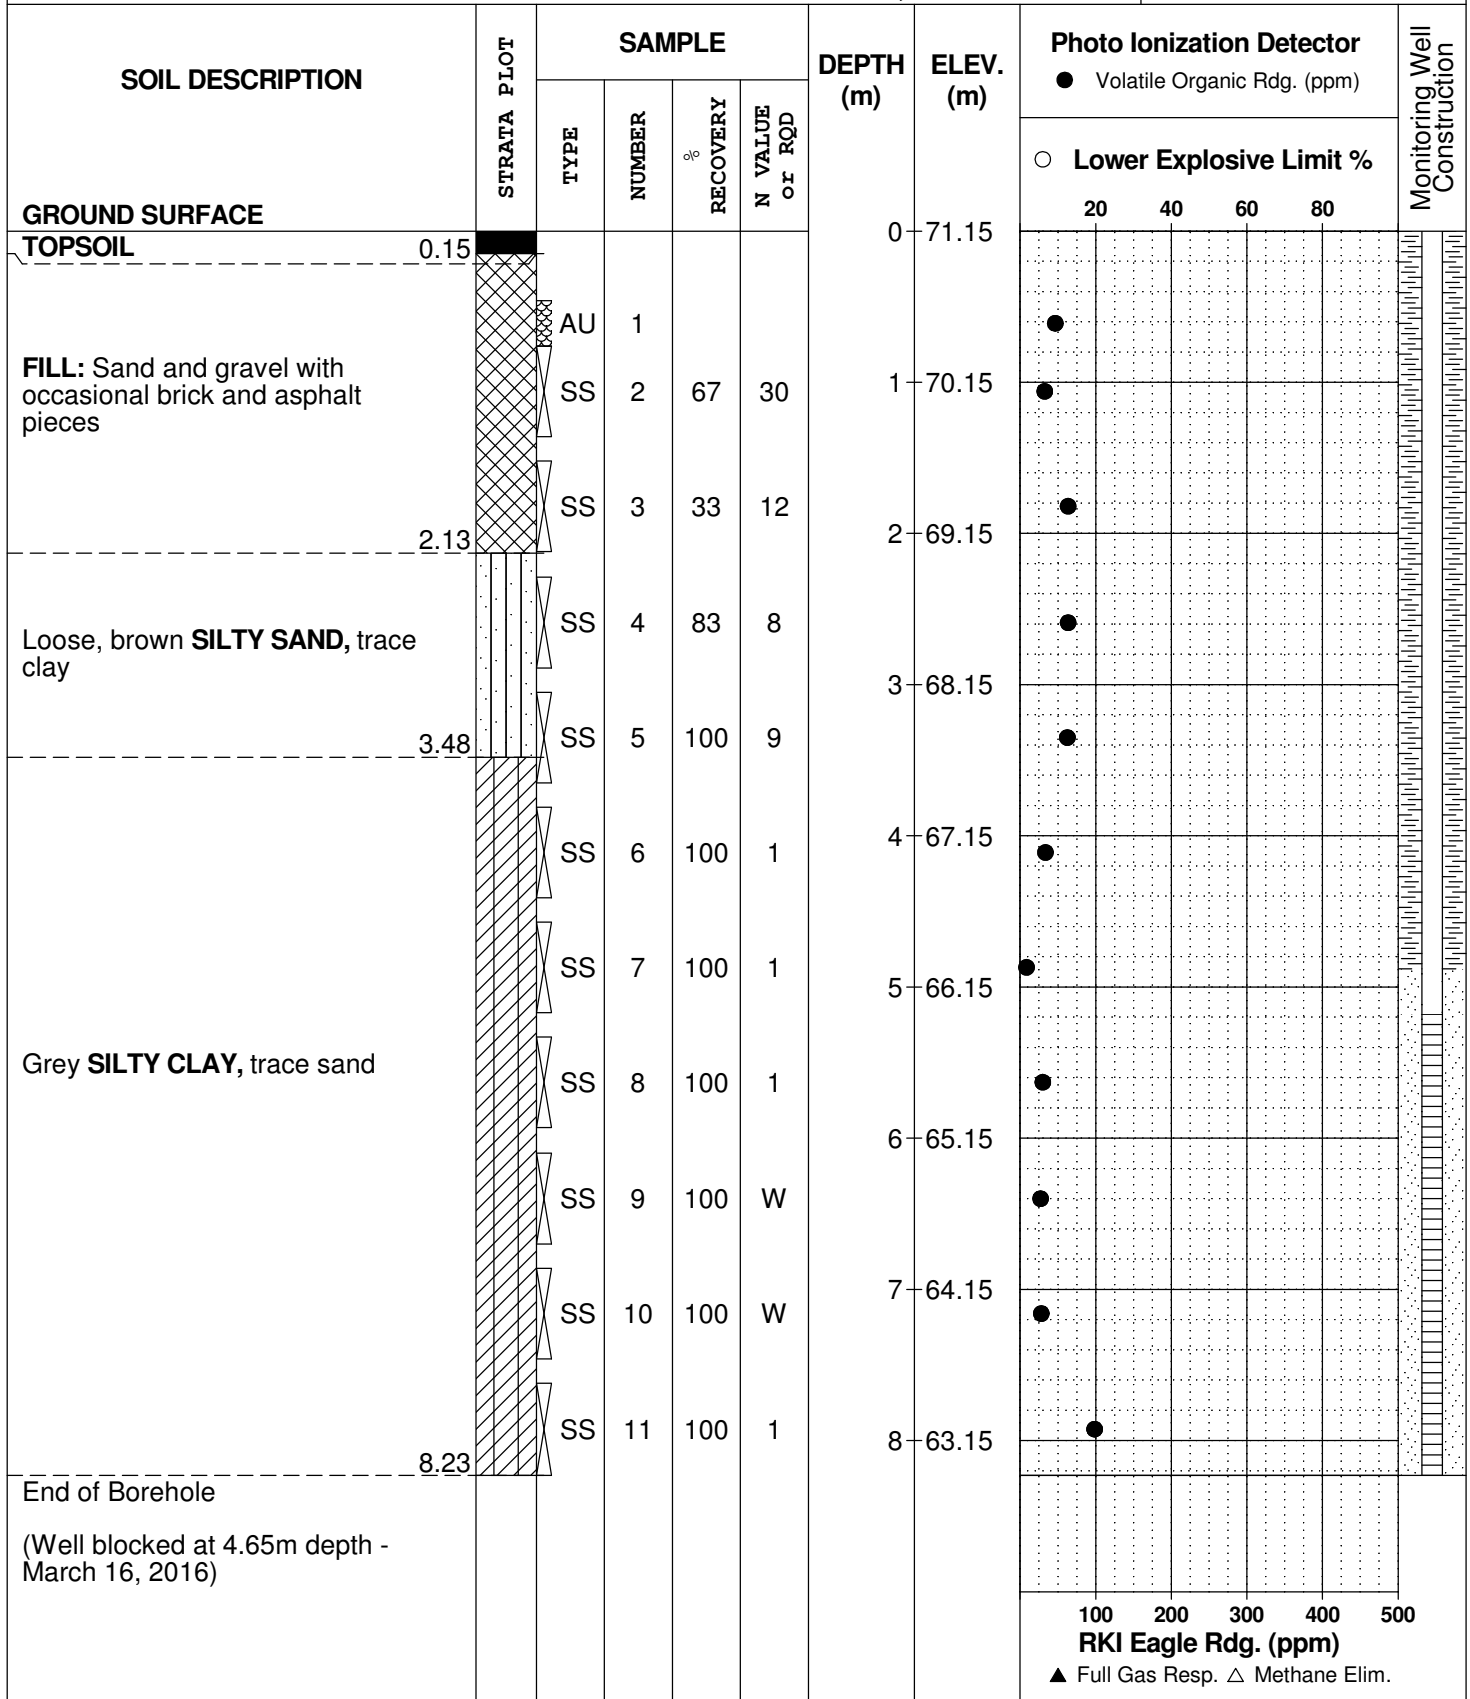 SOIL DESCRIPTION
STRATA PLOT
SAMPLE
TYPE
NUMBER
% RECOVERY
N VALUE or RQD
DEPTH (m)
ELEV. (m)
Photo Ionization Detector
● Volatile Organic Rdg. (ppm)
○ Lower Explosive Limit %
Monitoring Well Construction
20 40 60 80
GROUND SURFACE
0 71.15
TOPSOIL 0.15
AU 1
FILL: Sand and gravel with
occasional brick and asphalt
pieces
SS 2 67 30
1 70.15
SS 3 33 12
2.13
2 69.15
SS 4 83 8
Loose, brown SILTY SAND, trace
clay
3 68.15
SS 5 100 9
3.48
4 67.15
SS 6 100 1
SS 7 100 1
5 66.15
Grey SILTY CLAY, trace sand
SS 8 100 1
6 65.15
SS 9 100 W
7 64.15
SS 10 100 W
SS 11 100 1
8 63.15
8.23
End of Borehole
(Well blocked at 4.65m depth -
March 16, 2016)
100 200 300 400 500
RKI Eagle Rdg. (ppm)
▲ Full Gas Resp. △ Methane Elim.